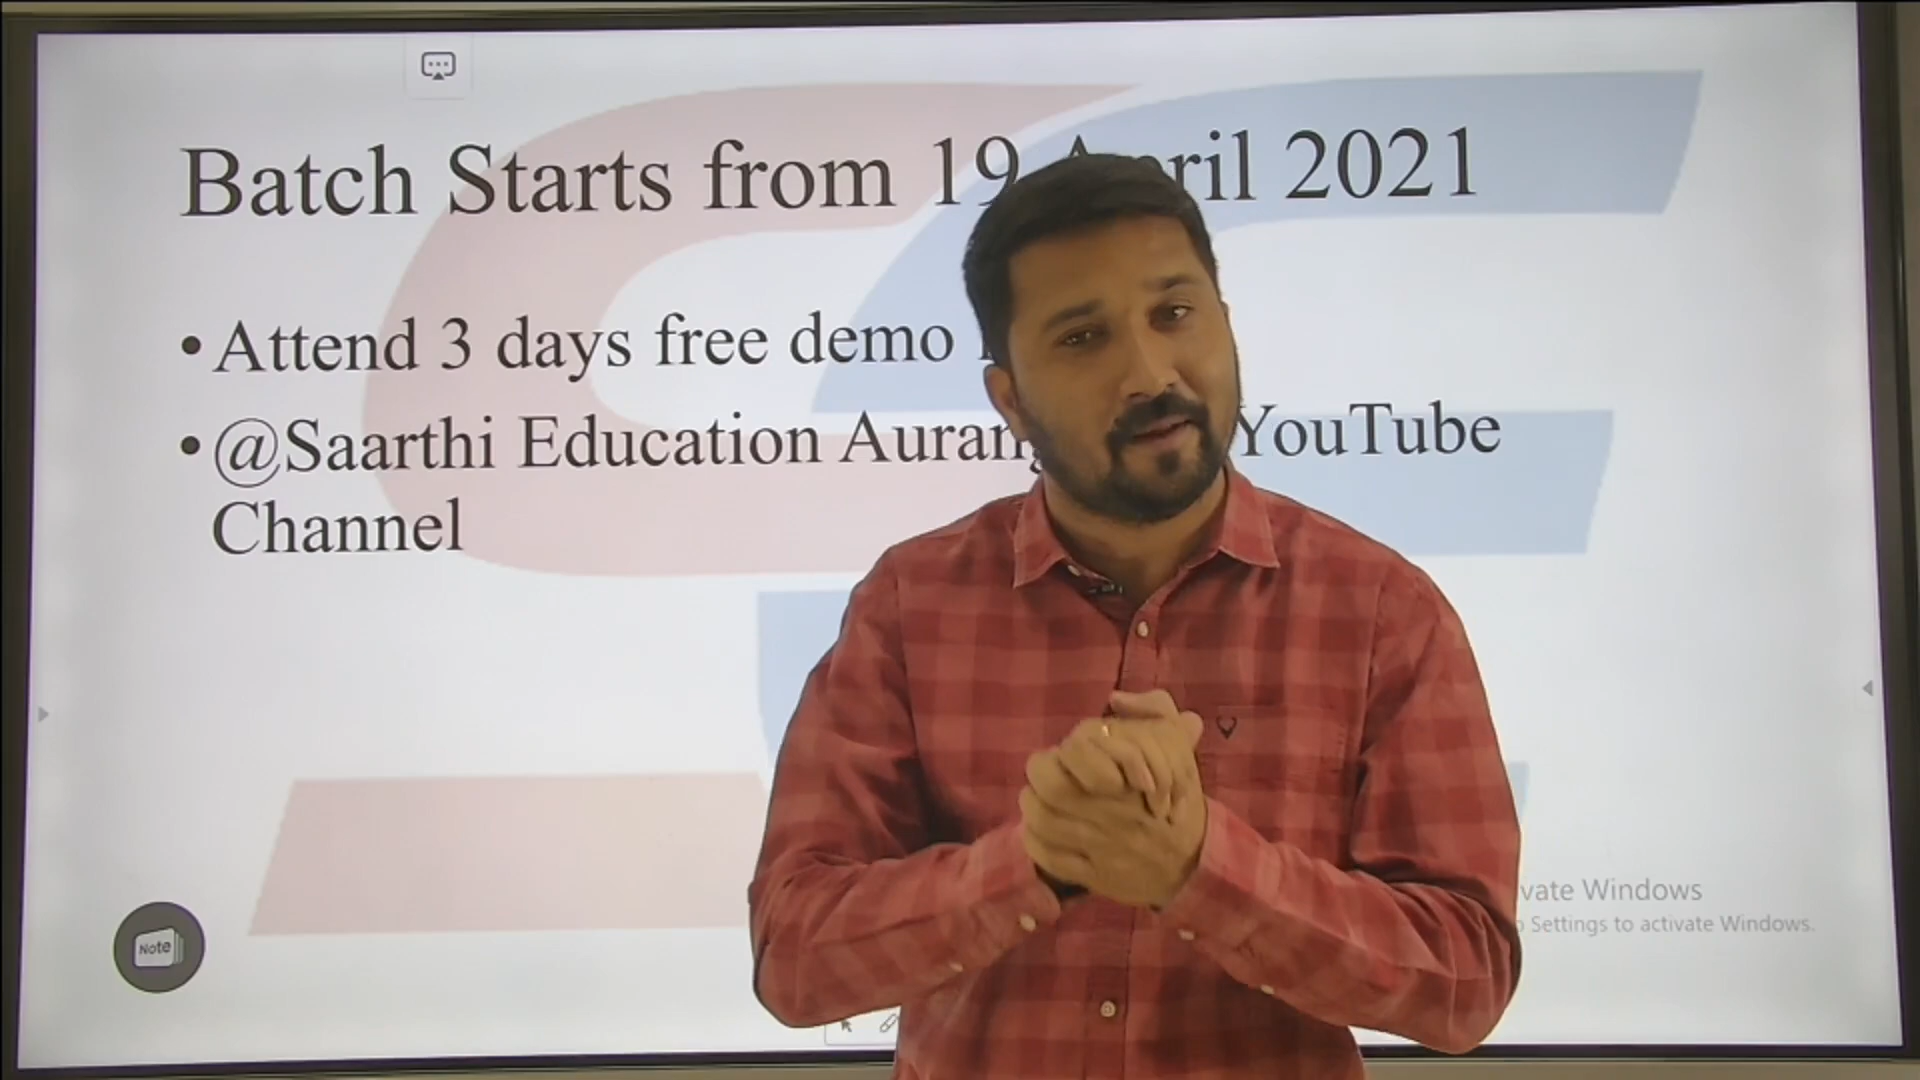 Batch Starts from 19 April 2021
• Attend 3 days free demo
• @Saarthi Education YouTube
Channel
Windows
Settings to activate Windows.
Note